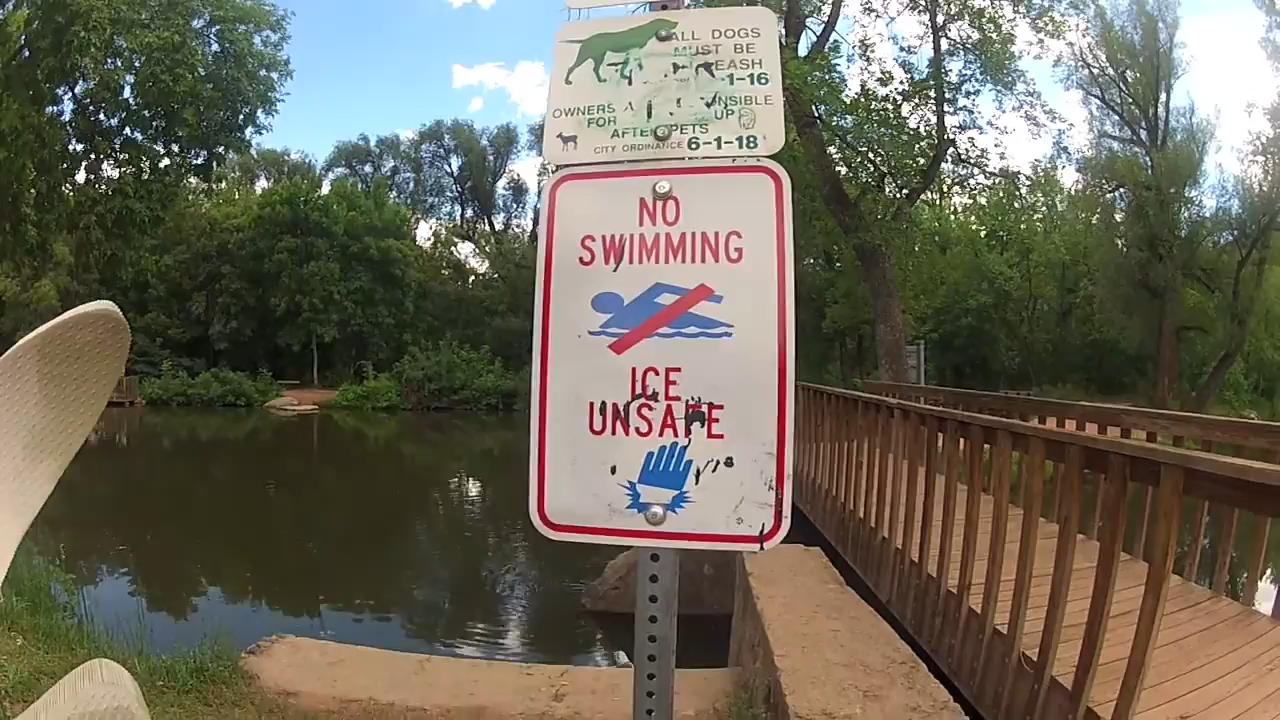 ALL DOGS
MUST BE
EASH
1-16
OWNERS NSIBLE
FOR UP
AFTER PETS
CITY ORDINANCE 6-1-18
NO
SWIMMING
ICE
UNSAFE